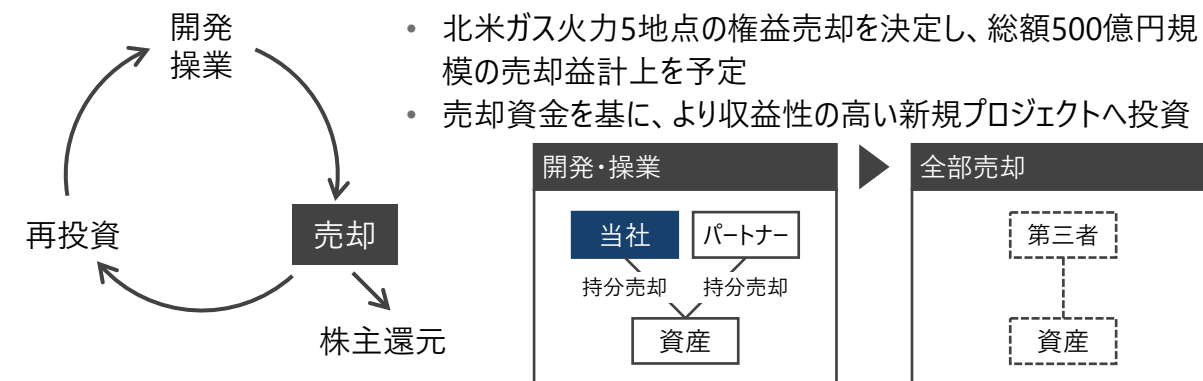 開発
操業
再投資
売却
株主還元
• 北米ガス火力5地点の権益売却を決定し、総額500億円規
模の売却益計上を予定
• 売却資金を基に、より収益性の高い新規プロジェクトへ投資
開発・操業
当社
パートナー
持分売却
持分売却
資産
全部売却
第三者
資産